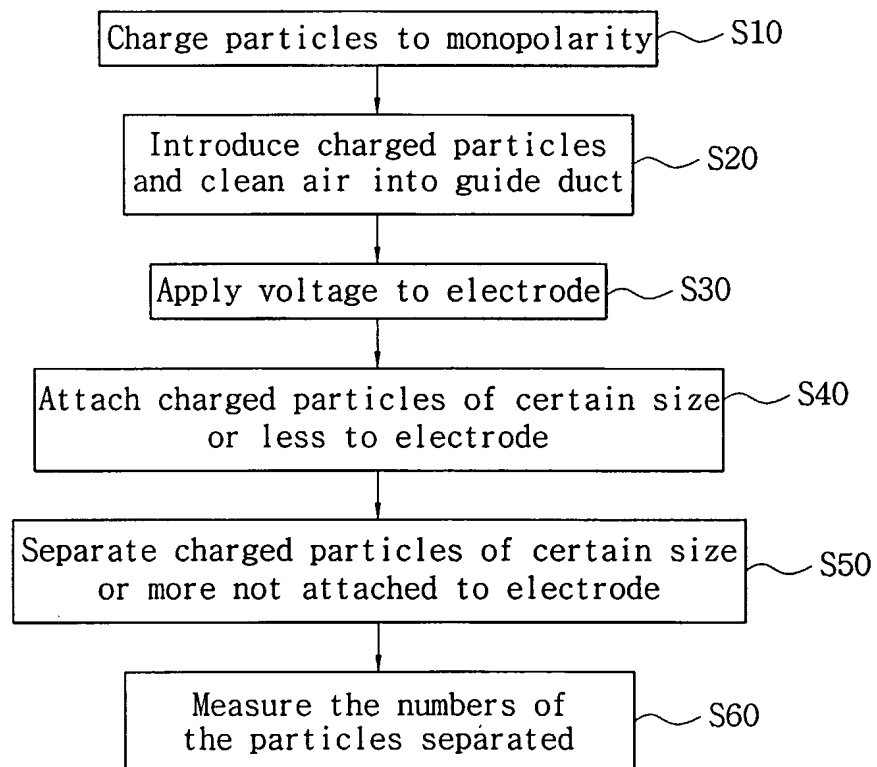 Charge particles to monopolarity
S10
Introduce charged particles
and clean air into guide duct
S20
Apply voltage to electrode
S30
Attach charged particles of certain size
or less to electrode
S40
Separate charged particles of certain size
or more not attached to electrode
S50
Measure the numbers of
the particles separated
S60